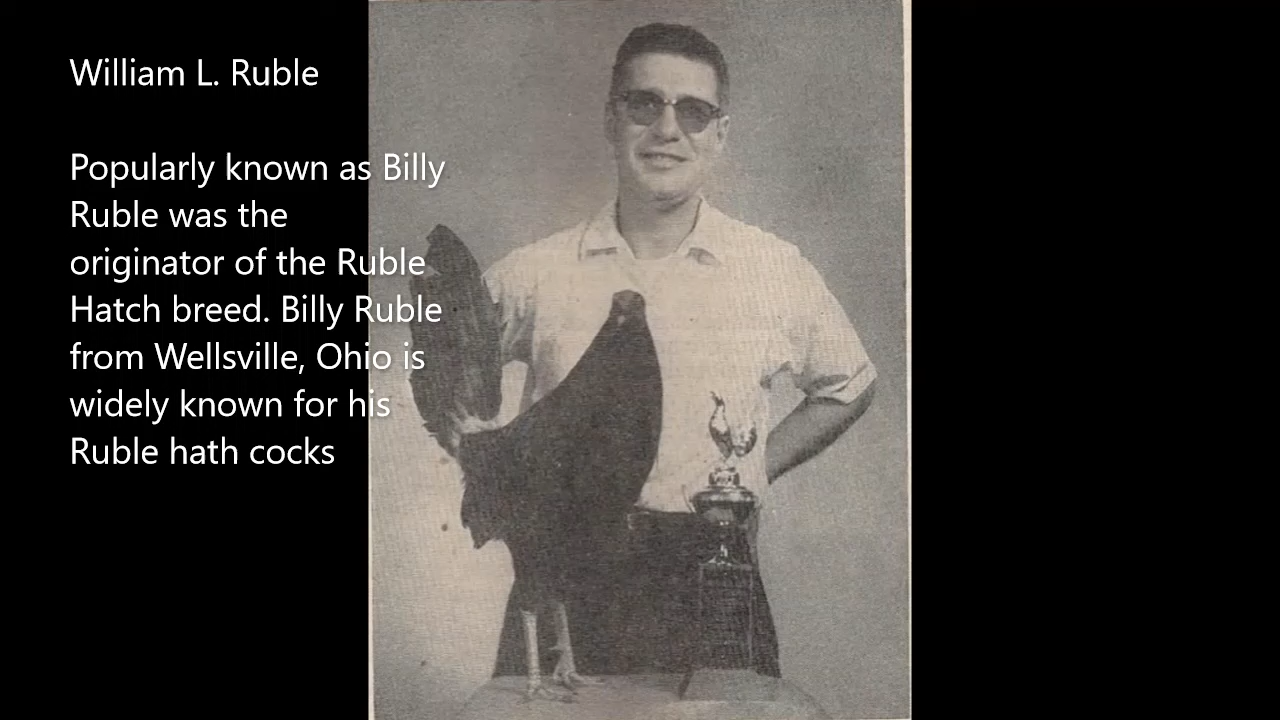 William L. Ruble
Popularly known as Billy
Ruble was the
originator of the Ruble
Hatch breed. Billy Ruble
from Wellsville, Ohio is
widely known for his
Ruble hath cocks